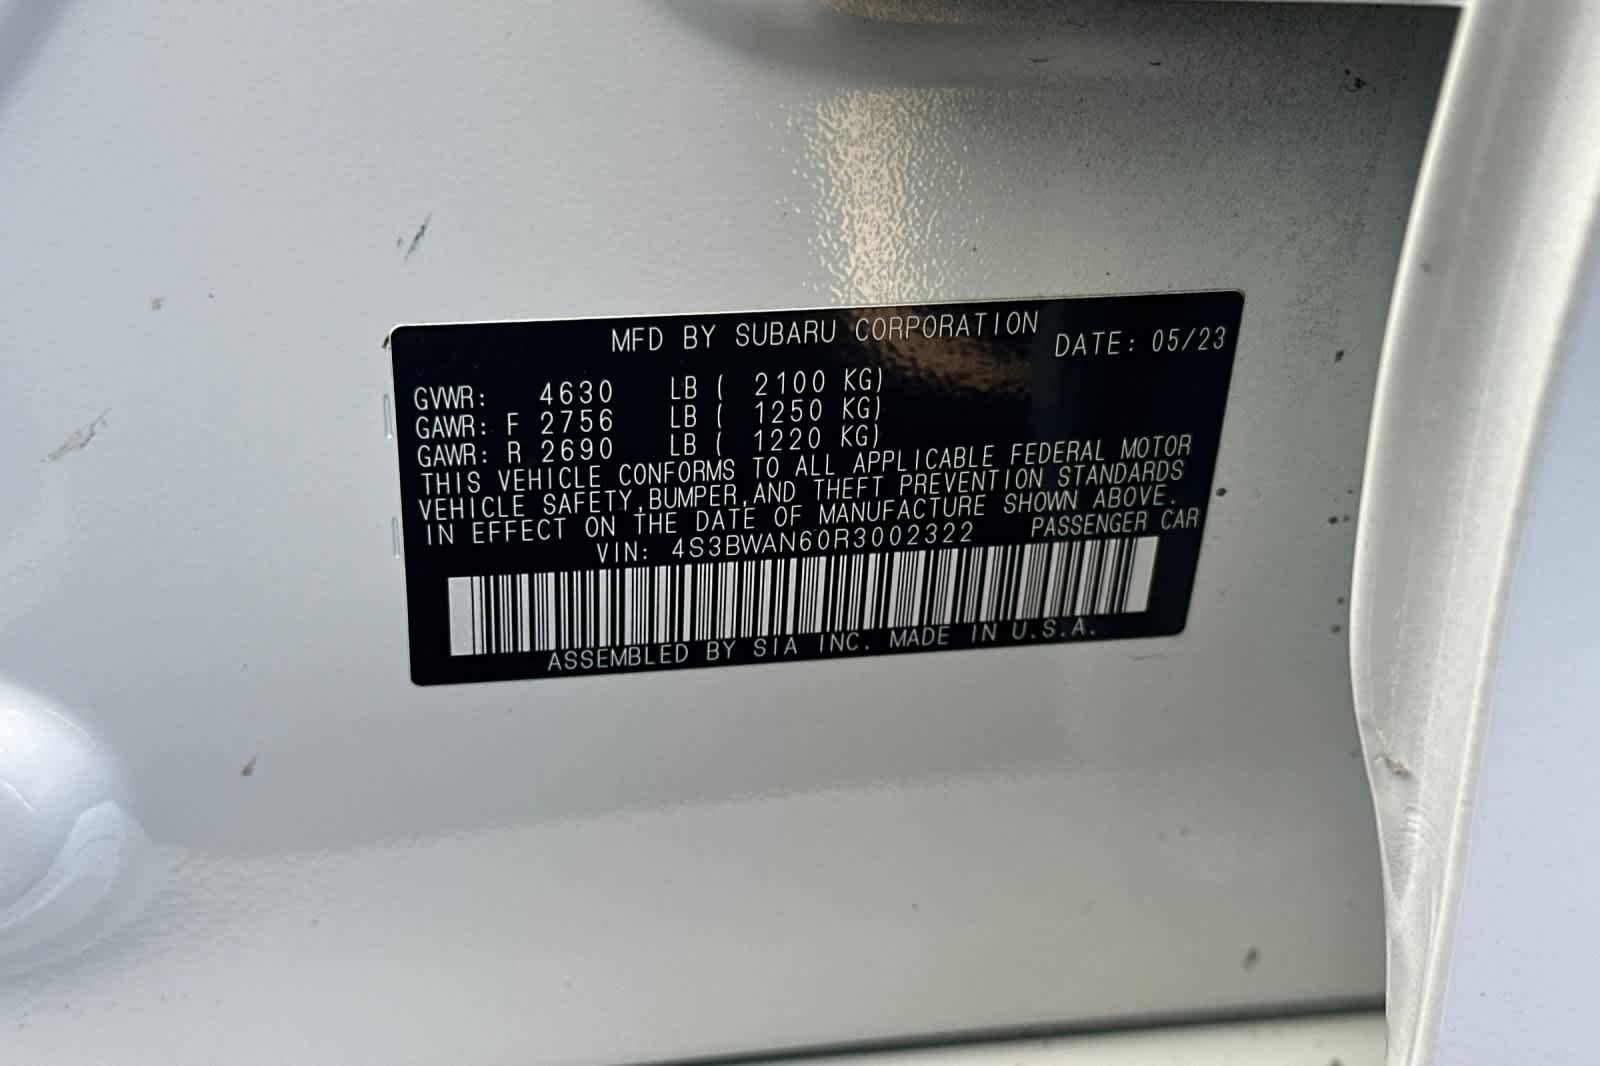 MFD BY SUBARU CORPORATION DATE: 05/23
GVWR: 4630 LB ( 2100 KG)
GAWR: F 2756 LB ( 1250 KG)
GAWR: R 2690 LB ( 1220 KG)
THIS VEHICLE CONFORMS TO ALL APPLICABLE FEDERAL MOTOR
VEHICLE SAFETY,BUMPER,AND THEFT PREVENTION STANDARDS
IN EFFECT ON THE DATE OF MANUFACTURE SHOWN ABOVE.
VIN: 4S3BWAN60R3002322 PASSENGER CAR
ASSEMBLED BY SIA INC. MADE IN U.S.A.